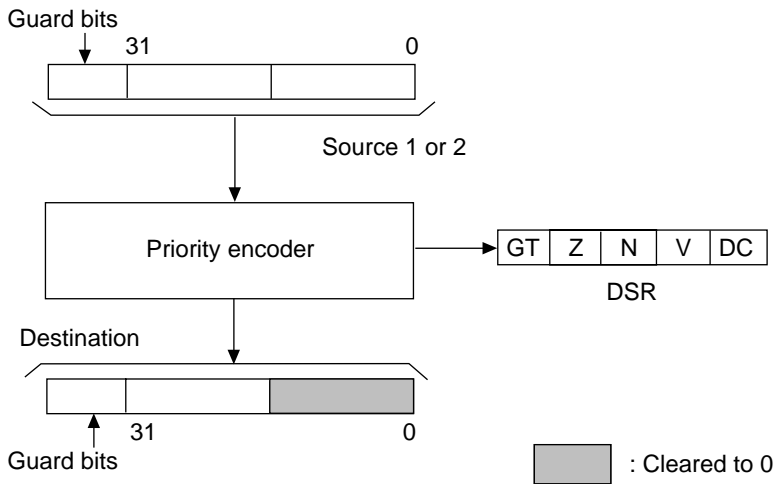 Guard bits
31 0
Source 1 or 2
Priority encoder
GT Z N V DC
DSR
Destination
31 0
Guard bits
: Cleared to 0